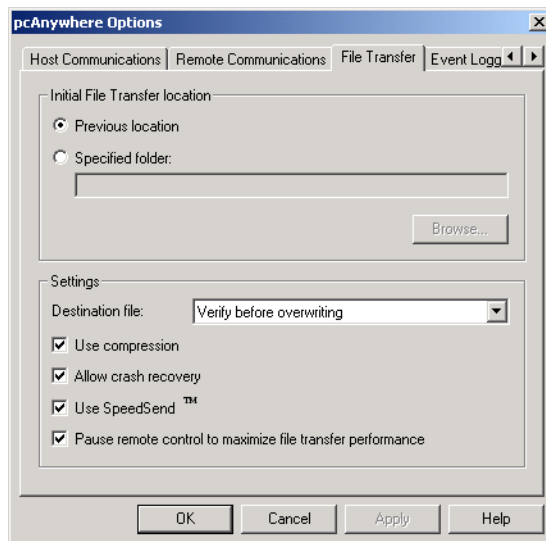 pcAnywhere Options
Host Communications Remote Communications File Transfer Event Logg
Initial File Transfer location
Previous location
Specified folder:
Browse...
Settings
Destination file: Verify before overwriting
Use compression
Allow crash recovery
Use SpeedSend ™
Pause remote control to maximize file transfer performance
OK Cancel Apply Help